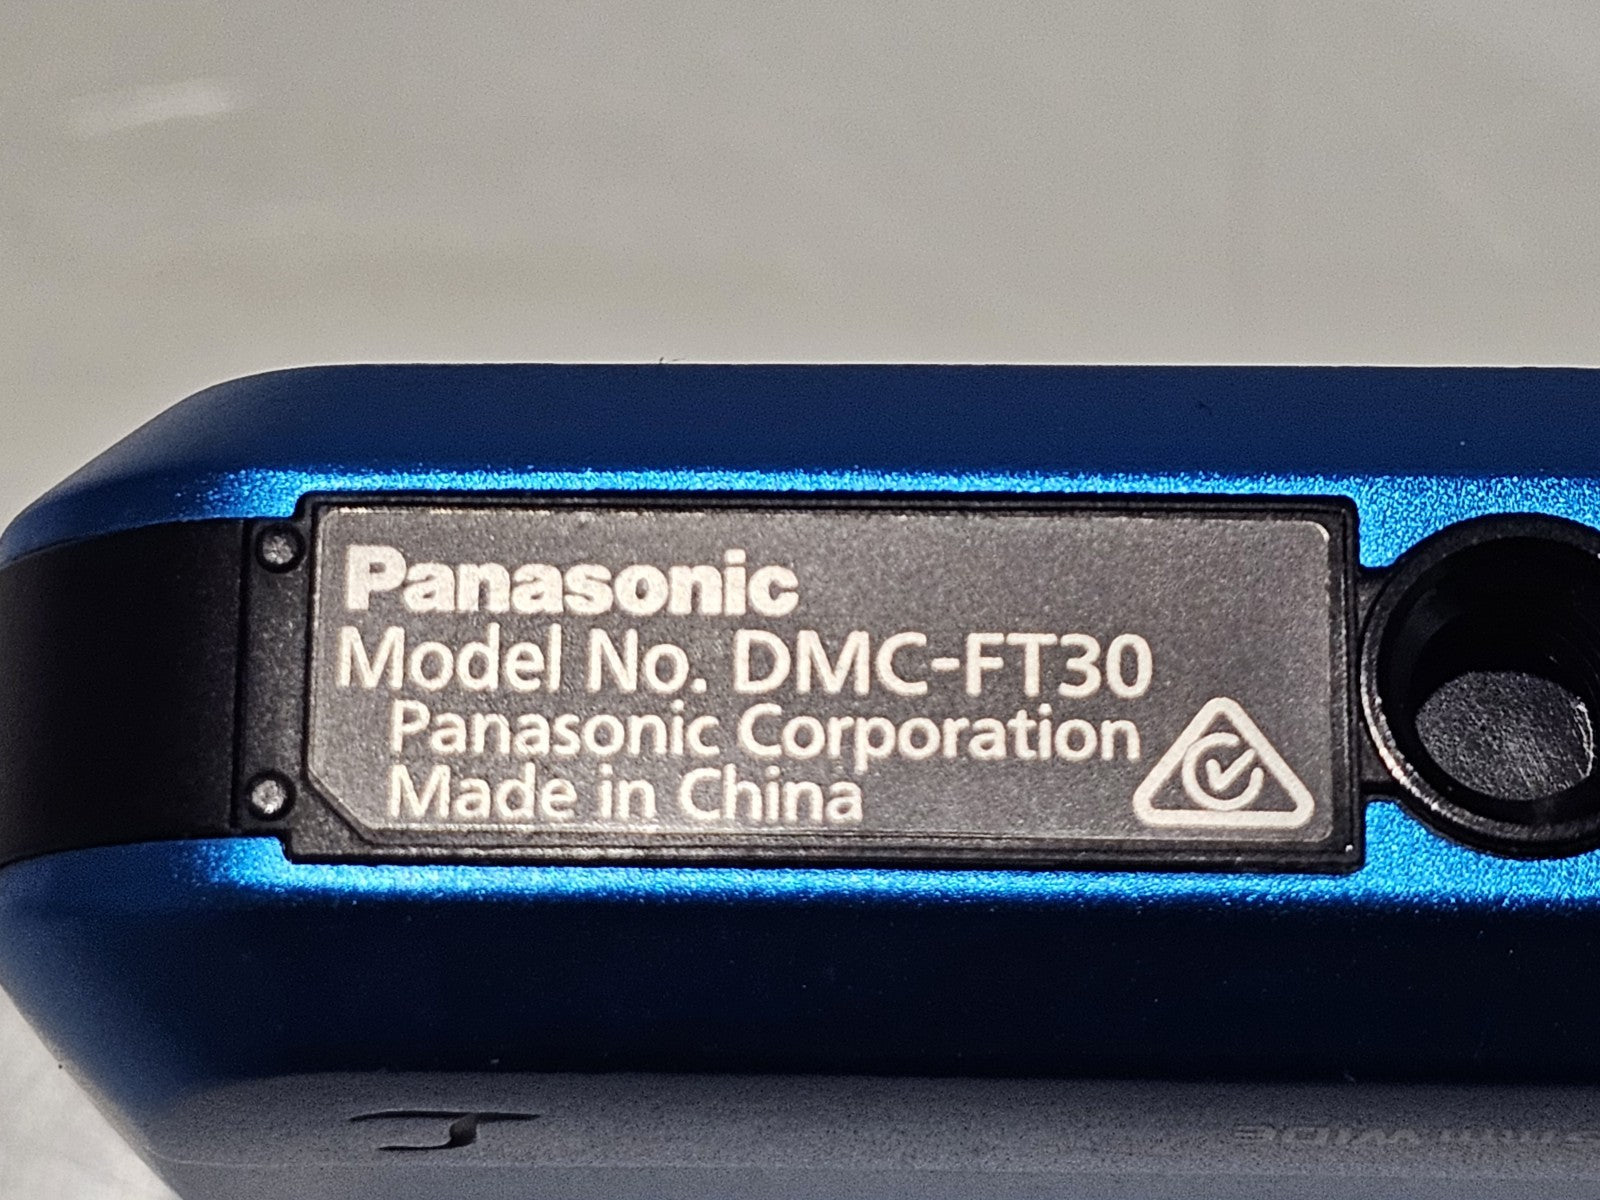 Panasonic
Model No. DMC-FT30
Panasonic Corporation
Made in China